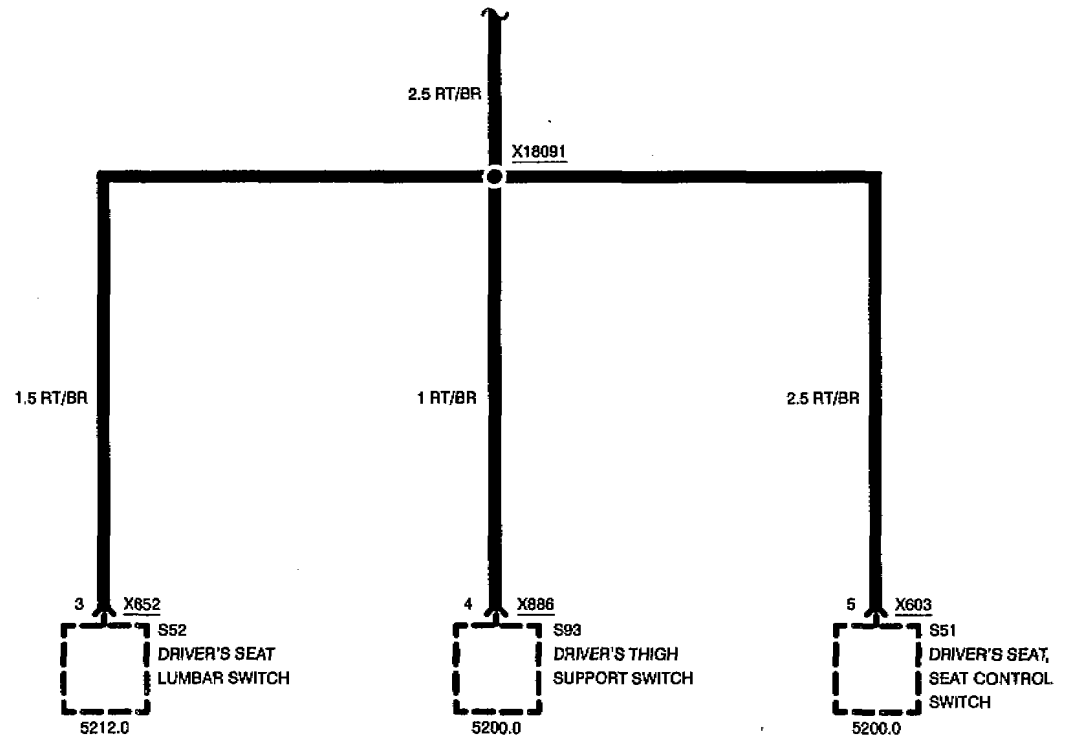 2.5 RT/BR
X18091
1.5 RT/BR
1 RT/BR
2.5 RT/BR
3 X652
4 X886
5 X603
S52
DRIVER'S SEAT
LUMBAR SWITCH
5212.0
S93
DRIVER'S THIGH
SUPPORT SWITCH
5200.0
S51
DRIVER'S SEAT,
SEAT CONTROL
SWITCH
5200.0